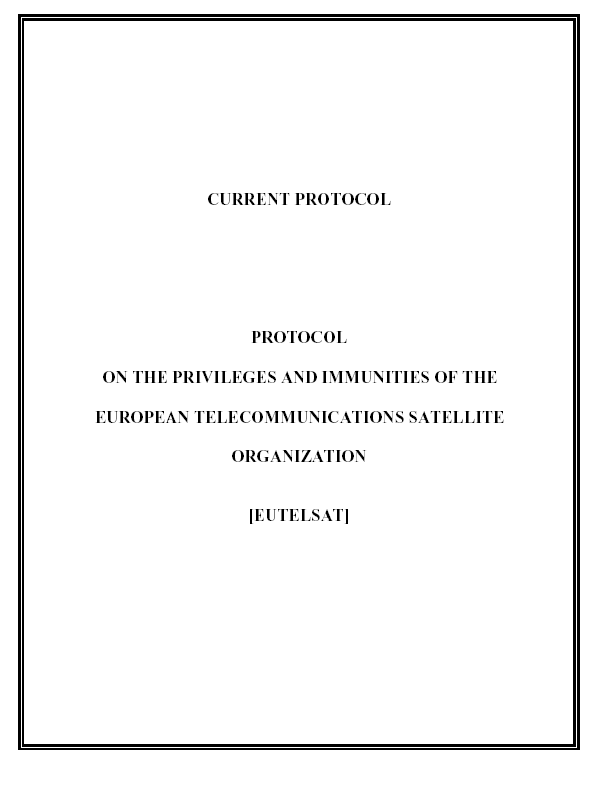 CURRENT PROTOCOL
PROTOCOL
ON THE PRIVILEGES AND IMMUNITIES OF THE
EUROPEAN TELECOMMUNICATIONS SATELLITE
ORGANIZATION
[EUTELSAT]